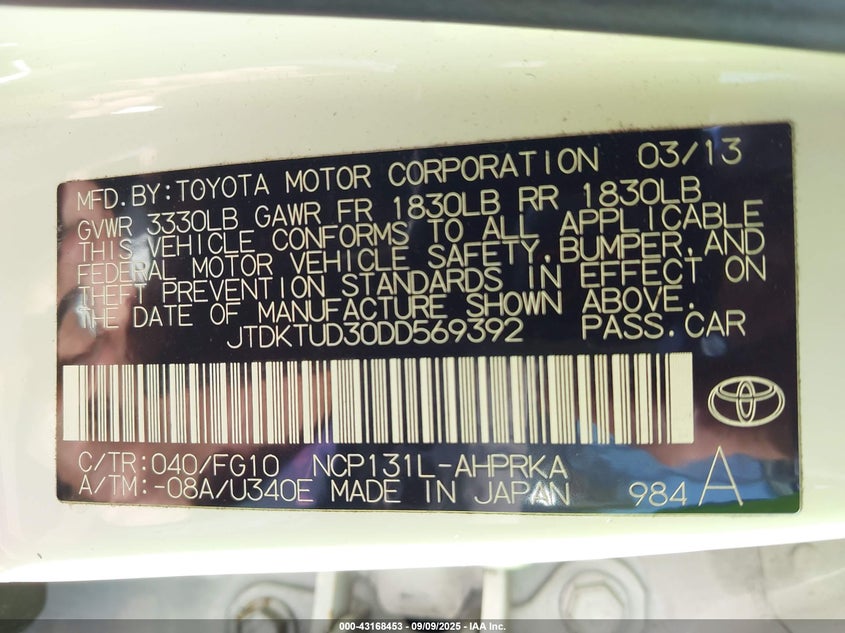 MFD.BY:TOYOTA MOTOR CORPORATION 03/13
GVWR 3330LB GAWR FR 1830LB RR 1830LB
THIS VEHICLE CONFORMS TO ALL APPLICABLE
FEDERAL MOTOR VEHICLE SAFETY,BUMPER,AND
THEFT PREVENTION STANDARDS IN EFFECT ON
THE DATE OF MANUFACTURE SHOWN ABOVE.
JTDKTUD30DD569392 PASS.CAR
C/TR:040/FG10 NCP131L-AHPRKA
A/TM:-08A/U340E MADE IN JAPAN 984 A
000-43168453 - 09/09/2025 - IAA Inc.